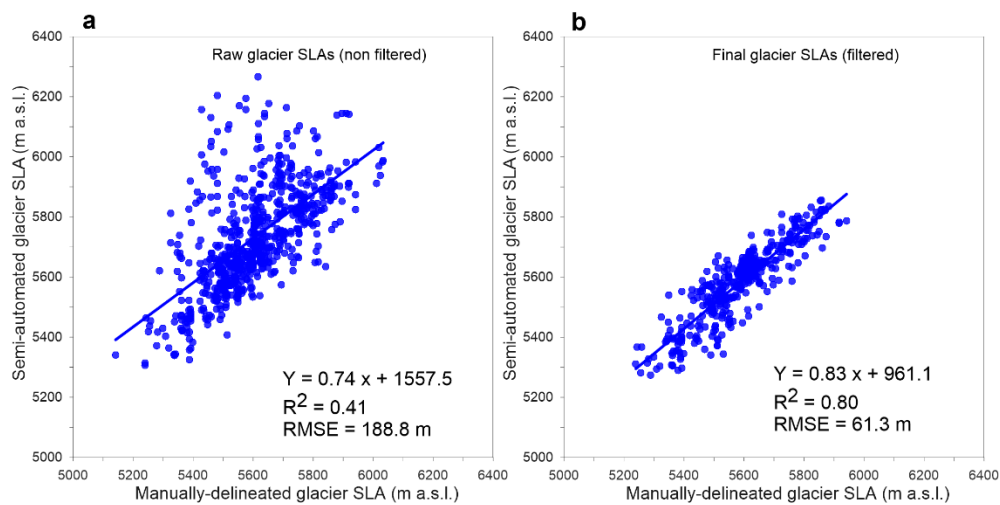 a
Raw glacier SLAs (non filtered)
Semi-automated glacier SLA (m a.s.l.)
6400
6200
6000
5800
5600
5400
5200
5000
Y = 0.74 x + 1557.5
R² = 0.41
RMSE = 188.8 m
5000 5200 5400 5600 5800 6000 6200 6400
Manually-delineated glacier SLA (m a.s.l.)
b
Final glacier SLAs (filtered)
Semi-automated glacier SLA (m a.s.l.)
6400
6200
6000
5800
5600
5400
5200
5000
Y = 0.83 x + 961.1
R² = 0.80
RMSE = 61.3 m
5000 5200 5400 5600 5800 6000 6200 6400
Manually-delineated glacier SLA (m a.s.l.)